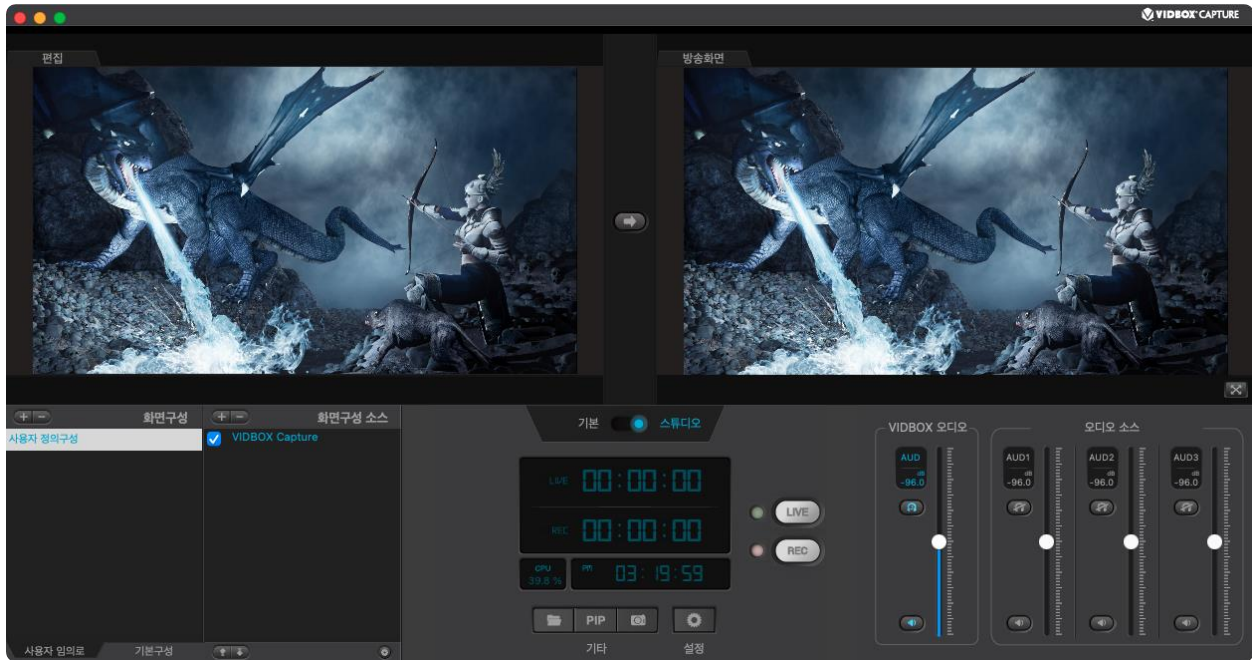 VIDBOX CAPTURE
편집
방송화면
화면구성
화면구성 소스
사용자 정의구성
VIDBOX Capture
사용자 임의로
기본구성
기본
스튜디오
LIVE 00:00:00
REC 00:00:00
CPU
39.8 %
PM 03:19:59
LIVE
REC
PIP
기타
설정
VIDBOX 오디오
오디오 소스
AUD
dB
-96.0
AUD1
dB
-96.0
AUD2
dB
-96.0
AUD3
dB
-96.0